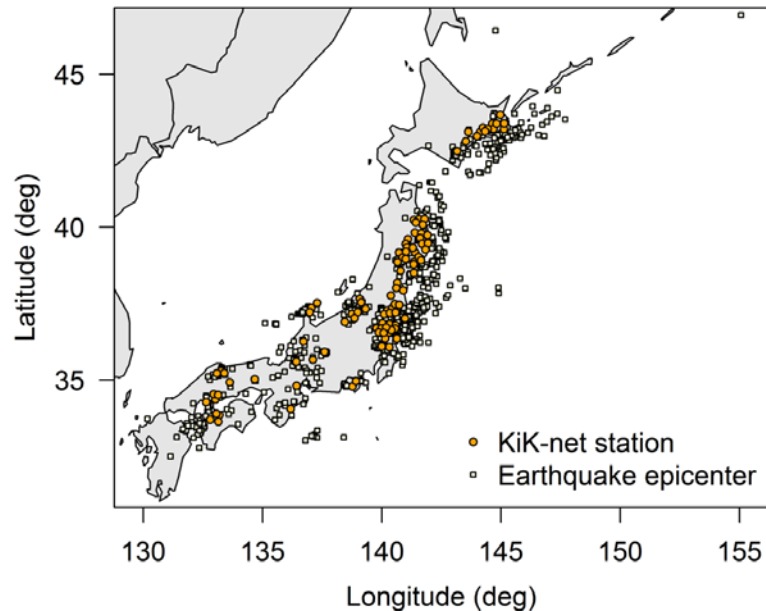 45
40
35
Latitude (deg)
KiK-net station
Earthquake epicenter
130 135 140 145 150 155
Longitude (deg)